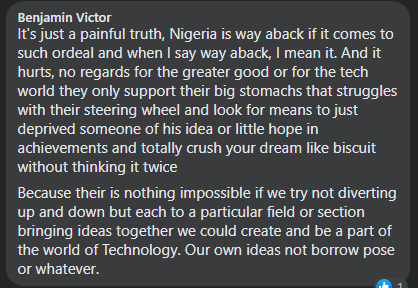 Benjamin Victor
It's just a painful truth, Nigeria is way aback if it comes to
such ordeal and when I say way aback, I mean it. And it
hurts, no regards for the greater good or for the tech
world they only support their big stomachs that struggles
with their steering wheel and look for means to just
deprived someone of his idea or little hope in
achievements and totally crush your dream like biscuit
without thinking it twice
Because their is nothing impossible if we try not diverting
up and down but each to a particular field or section
bringing ideas together we could create and be a part of
the world of Technology. Our own ideas not borrow pose
or whatever.
1